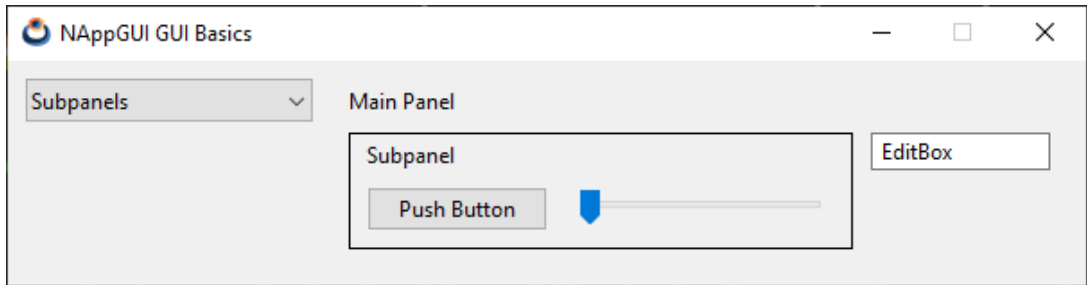 NAppGUI GUI Basics
Subpanels
Main Panel
Subpanel
EditBox
Push Button